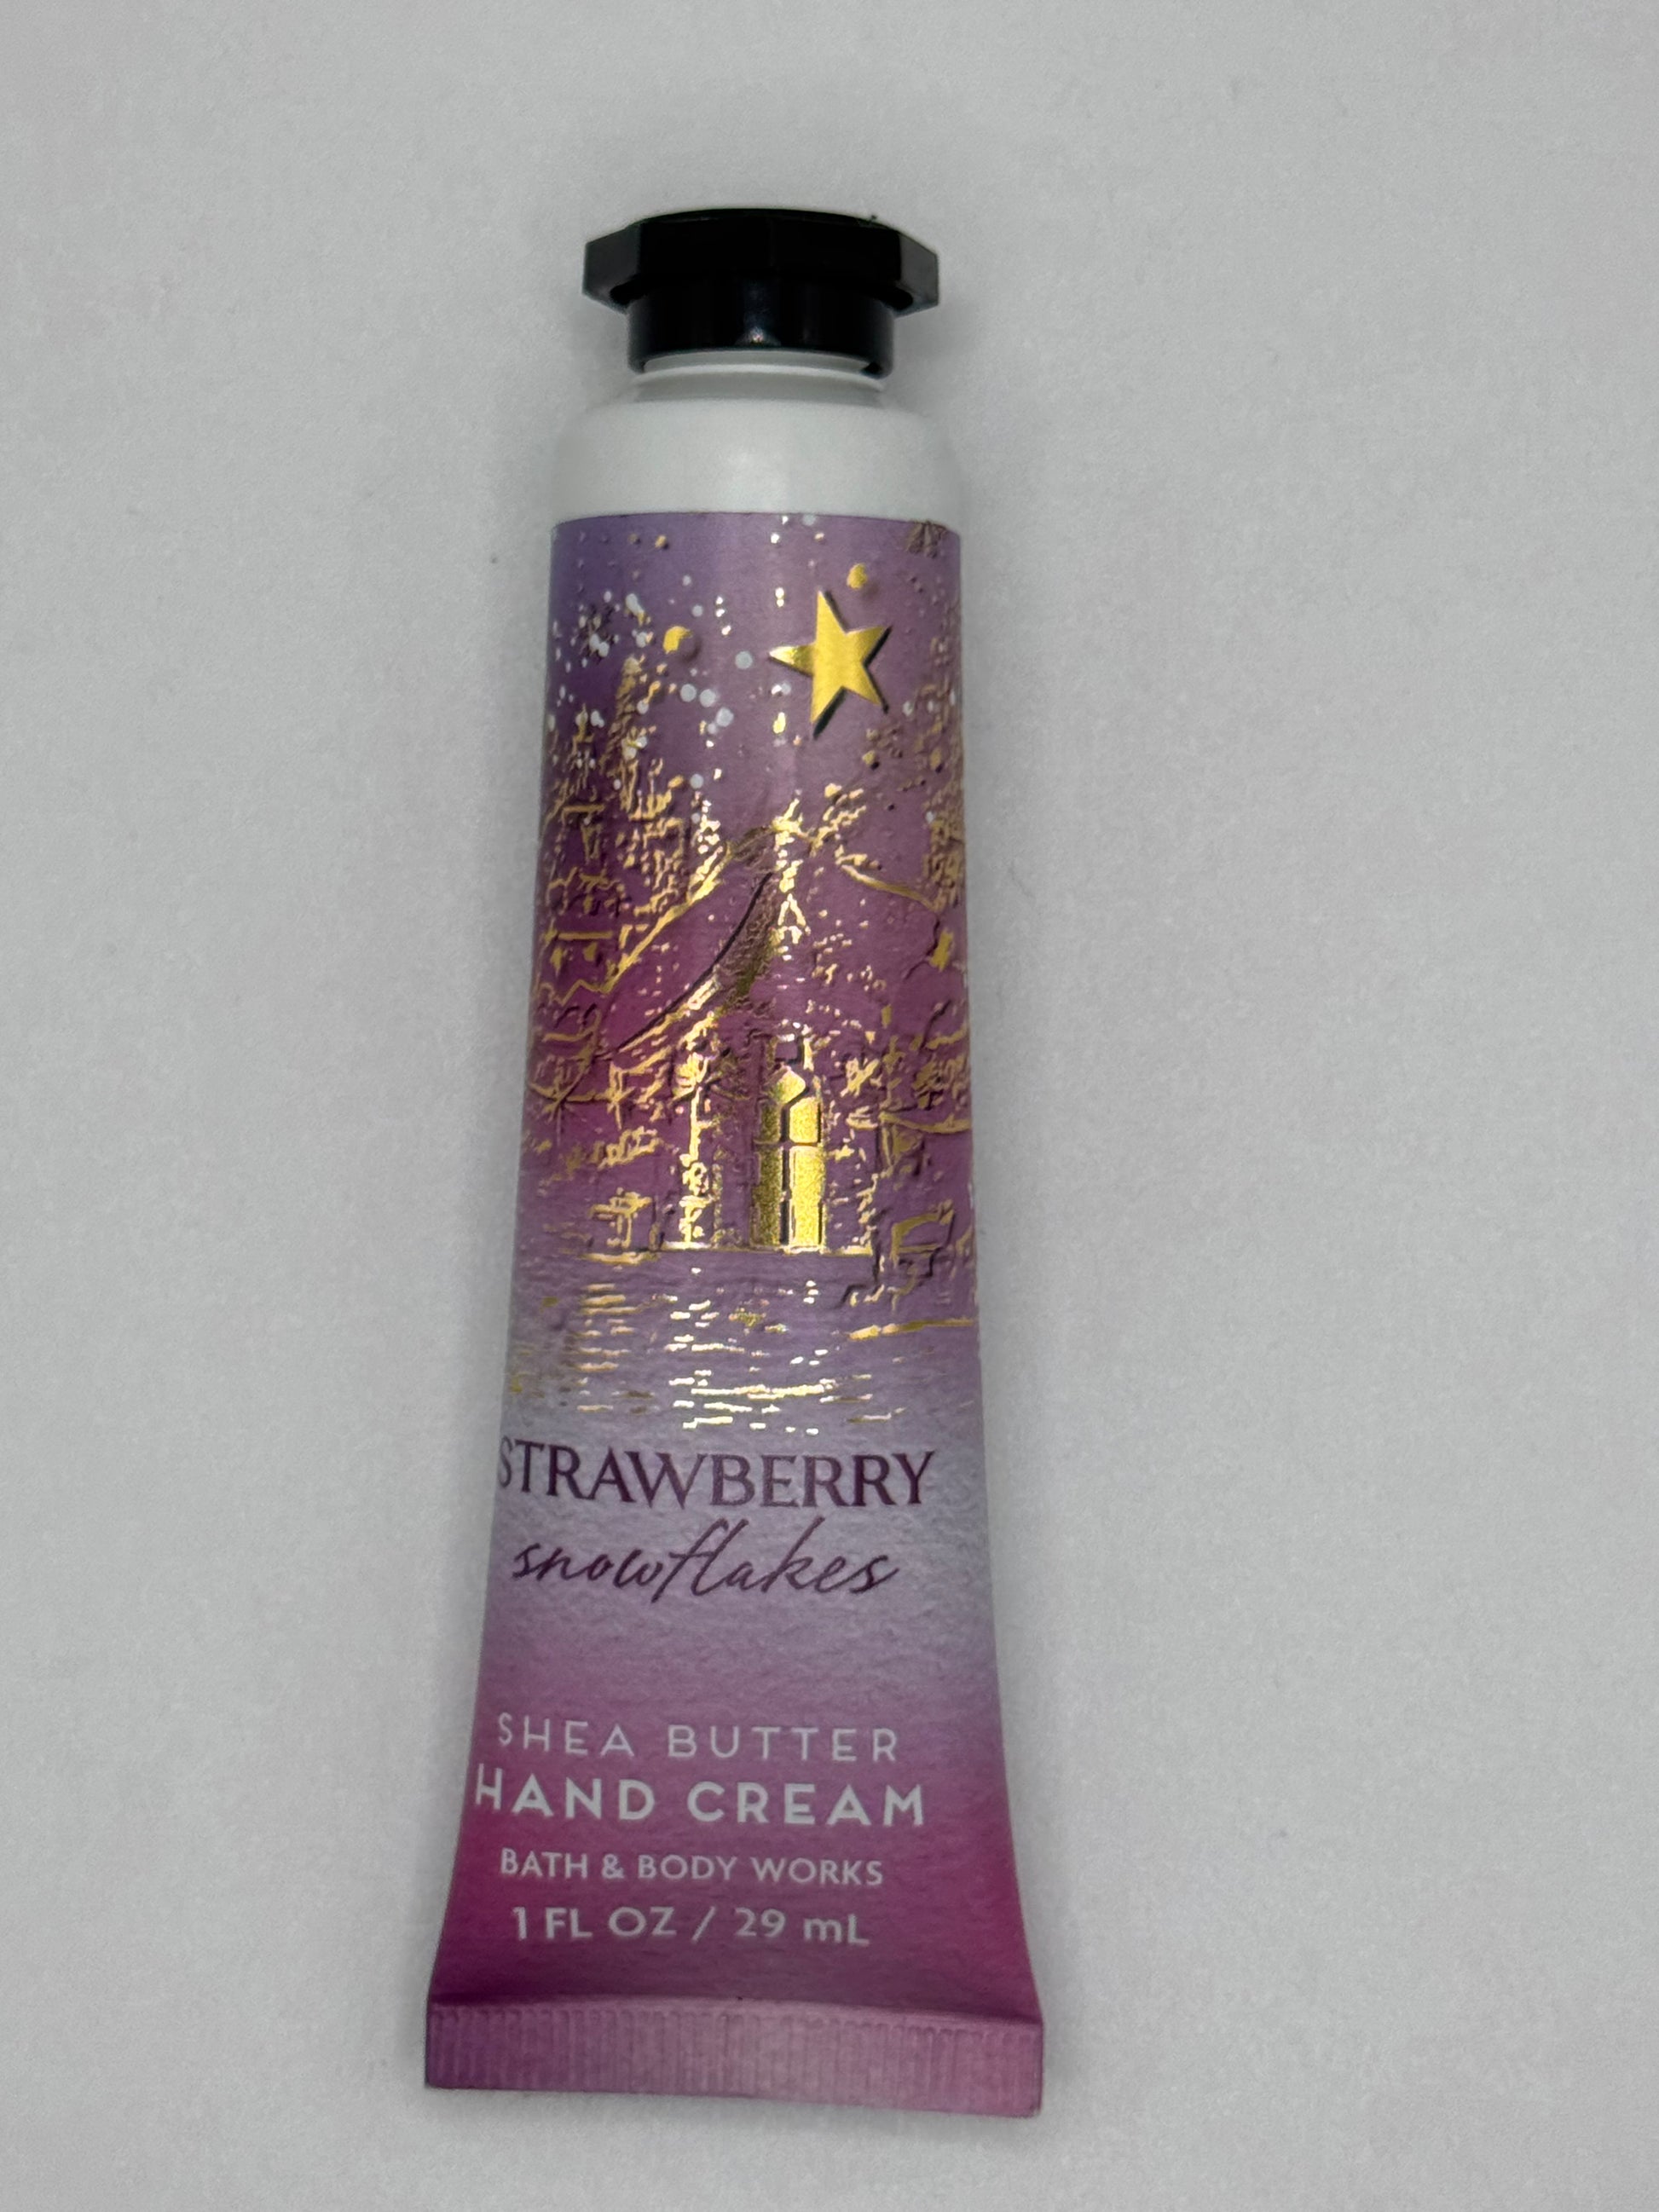 STRAWBERRY
snowflakes
SHEA BUTTER
HAND CREAM
BATH & BODY WORKS
1 FL OZ / 29 mL